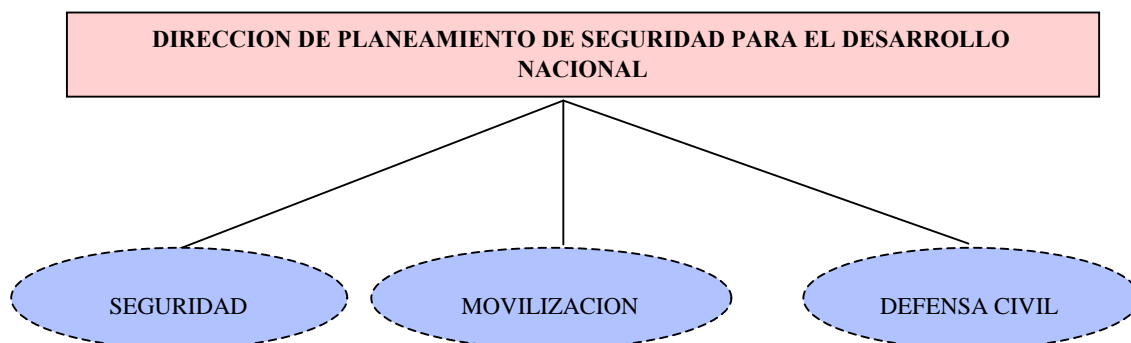 DIRECCION DE PLANEAMIENTO DE SEGURIDAD PARA EL DESARROLLO
NACIONAL
SEGURIDAD
MOVILIZACION
DEFENSA CIVIL